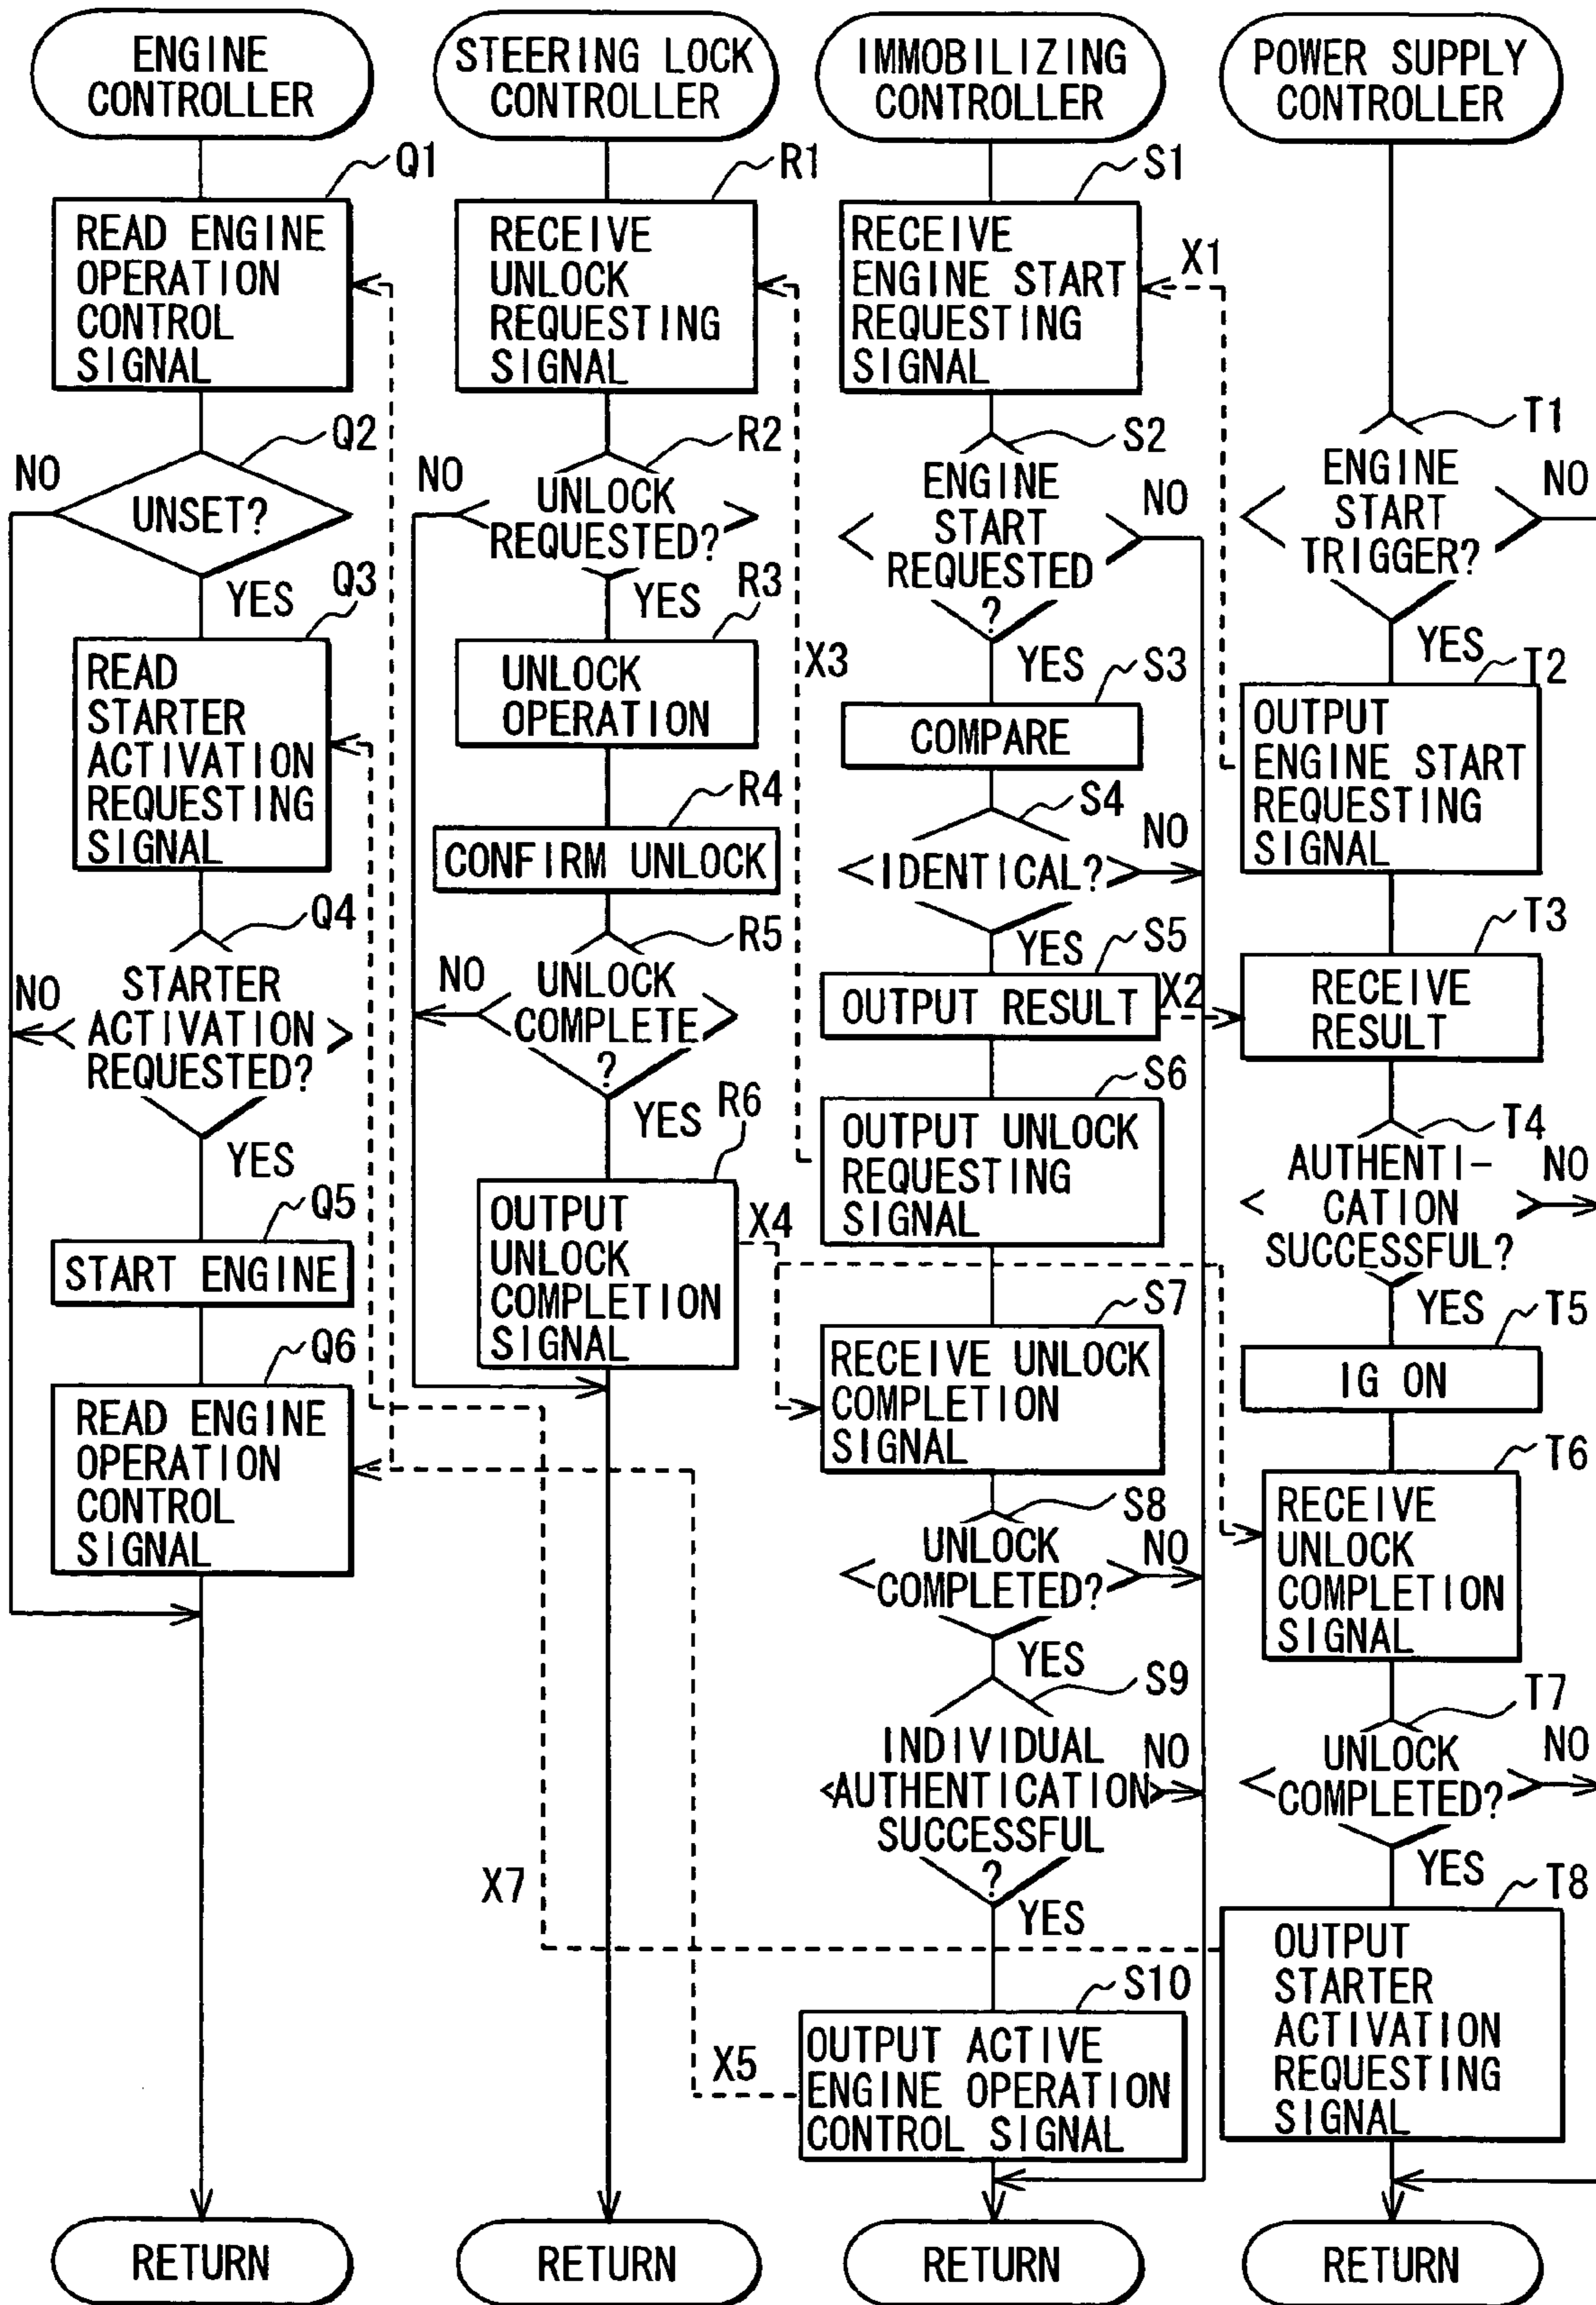 ENGINE
CONTROLLER
Q1
READ ENGINE
OPERATION
CONTROL
SIGNAL
Q2
NO
UNSET?
YES
Q3
READ
STARTER
ACTIVATION
REQUESTING
SIGNAL
Q4
NO
STARTER
ACTIVATION
REQUESTED?
YES
Q5
START ENGINE
Q6
READ ENGINE
OPERATION
CONTROL
SIGNAL
RETURN
STEERING LOCK
CONTROLLER
R1
RECEIVE
UNLOCK
REQUESTING
SIGNAL
R2
NO
UNLOCK
REQUESTED?
YES
R3
UNLOCK
OPERATION
R4
CONFIRM UNLOCK
R5
NO
UNLOCK
COMPLETE
?
YES
R6
OUTPUT
UNLOCK
COMPLETION
SIGNAL
X4
X3
X7
X5
RETURN
IMMOBILIZING
CONTROLLER
S1
RECEIVE
ENGINE START
REQUESTING
SIGNAL
X1
S2
ENGINE
START
REQUESTED
?
NO
YES
S3
COMPARE
S4
IDENTICAL?
NO
YES
S5
OUTPUT RESULT
X2
S6
OUTPUT UNLOCK
REQUESTING
SIGNAL
S7
RECEIVE UNLOCK
COMPLETION
SIGNAL
S8
UNLOCK
COMPLETED?
NO
YES
S9
INDIVIDUAL
AUTHENTICATION
SUCCESSFUL
?
NO
YES
S10
OUTPUT ACTIVE
ENGINE OPERATION
CONTROL SIGNAL
RETURN
POWER SUPPLY
CONTROLLER
T1
ENGINE
START
TRIGGER?
NO
YES
T2
OUTPUT
ENGINE START
REQUESTING
SIGNAL
T3
RECEIVE
RESULT
T4
AUTHENTI-
CATION
SUCCESSFUL?
NO
YES
T5
IG ON
T6
RECEIVE
UNLOCK
COMPLETION
SIGNAL
T7
UNLOCK
COMPLETED?
NO
YES
T8
OUTPUT
STARTER
ACTIVATION
REQUESTING
SIGNAL
RETURN